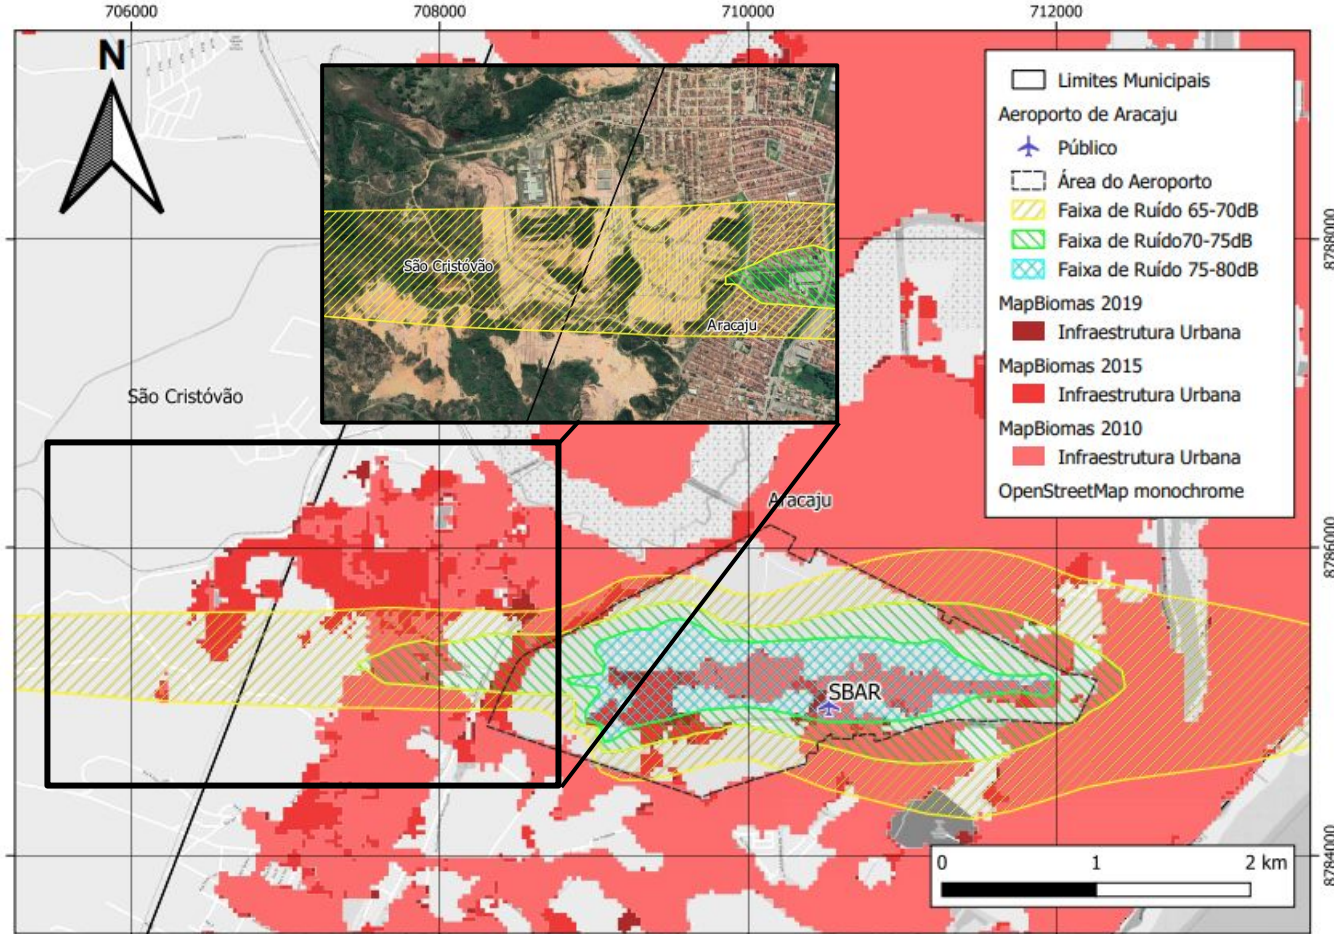 706000
708000
710000
712000
N
Limites Municipais
Aeroporto de Aracaju
Público
Área do Aeroporto
Faixa de Ruído 65-70dB
Faixa de Ruído70-75dB
Faixa de Ruído 75-80dB
MapBiomas 2019
Infraestrutura Urbana
MapBiomas 2015
Infraestrutura Urbana
MapBiomas 2010
Infraestrutura Urbana
OpenStreetMap monochrome
8788000
São Cristóvão
Aracaju
São Cristóvão
Aracaju
8786000
SBAR
0 1 2 km
8784000